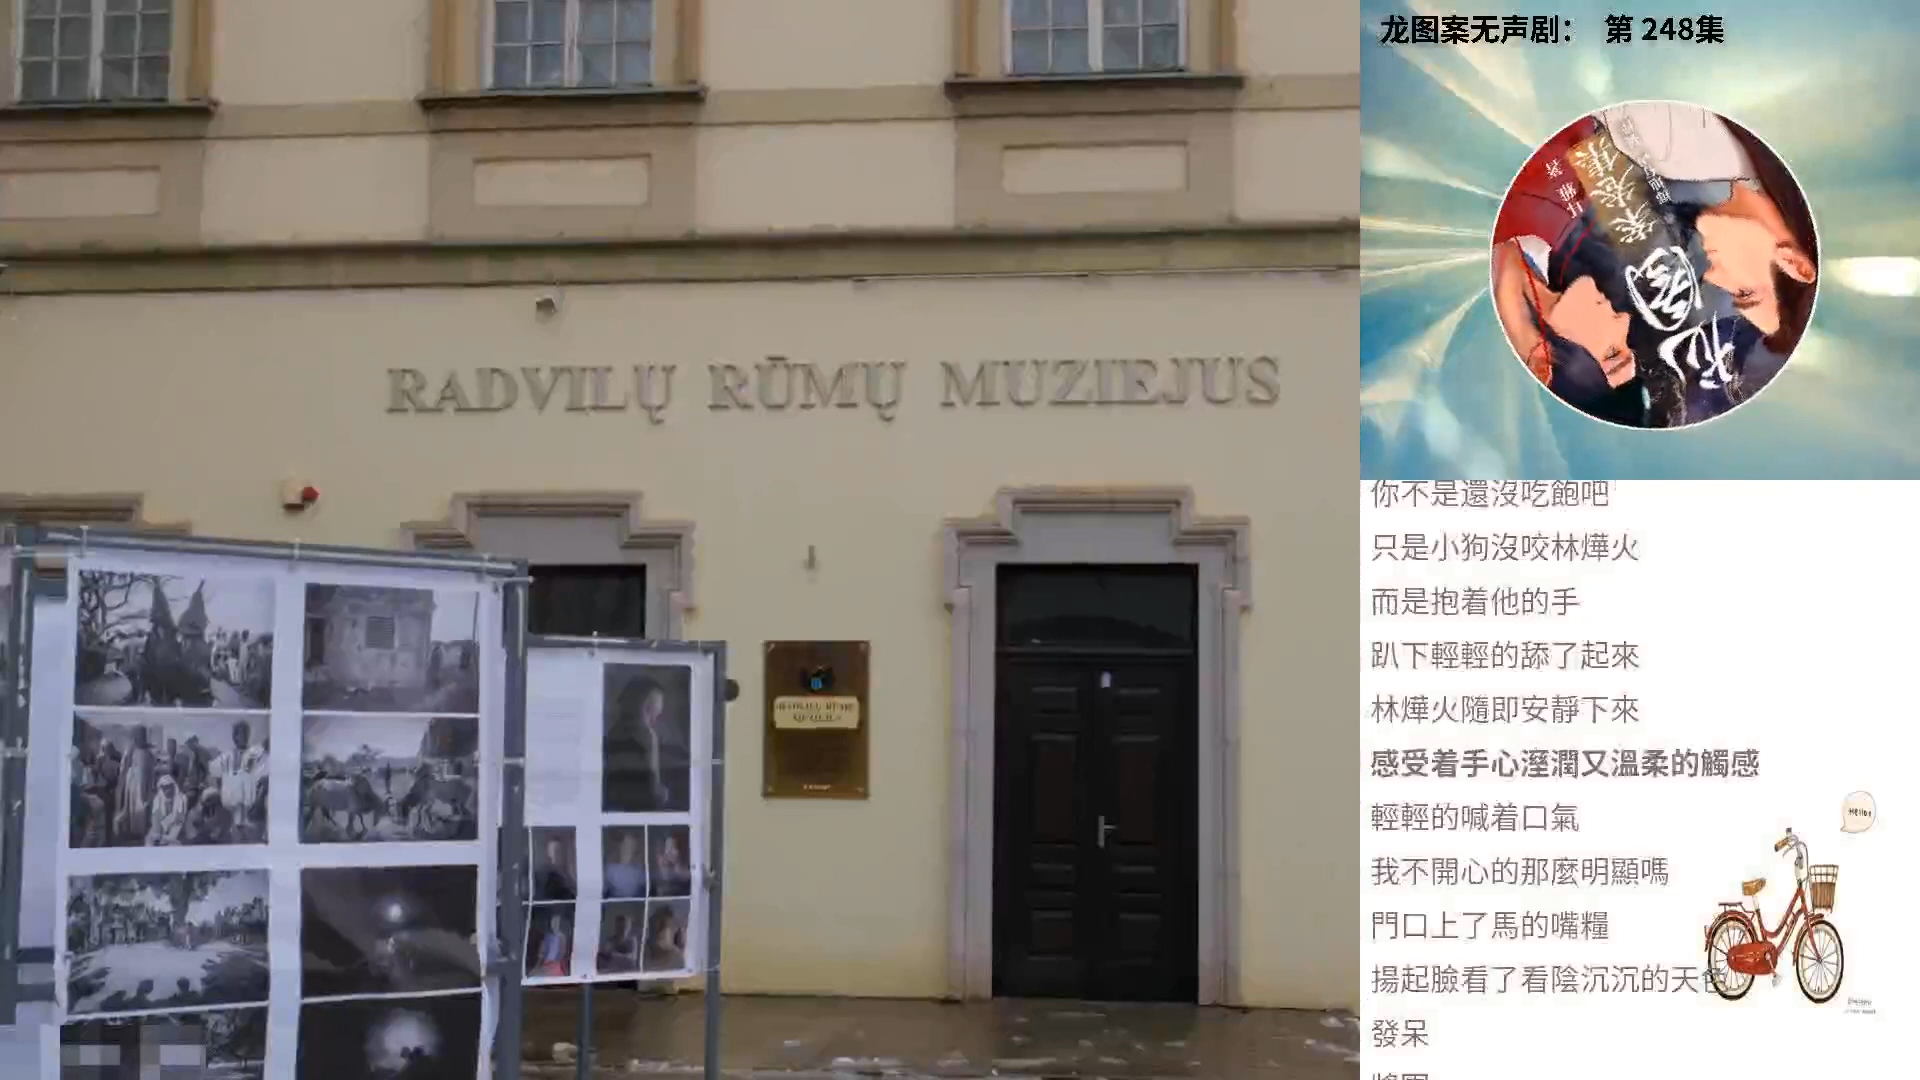 RADVILŲ RŪMŲ MUZIEJUS
龙图案无声剧： 第 248集
你不是還沒吃飽吧
只是小狗沒咬林燁火
而是抱着他的手
趴下輕輕的舔了起來
林燁火隨即安靜下來
感受着手心溼潤又溫柔的觸感
輕輕的喊着口氣
我不開心的那麼明顯嗎
門口上了馬的嘴糧
揚起臉看了看陰沉沉的天色
發呆
Hello!